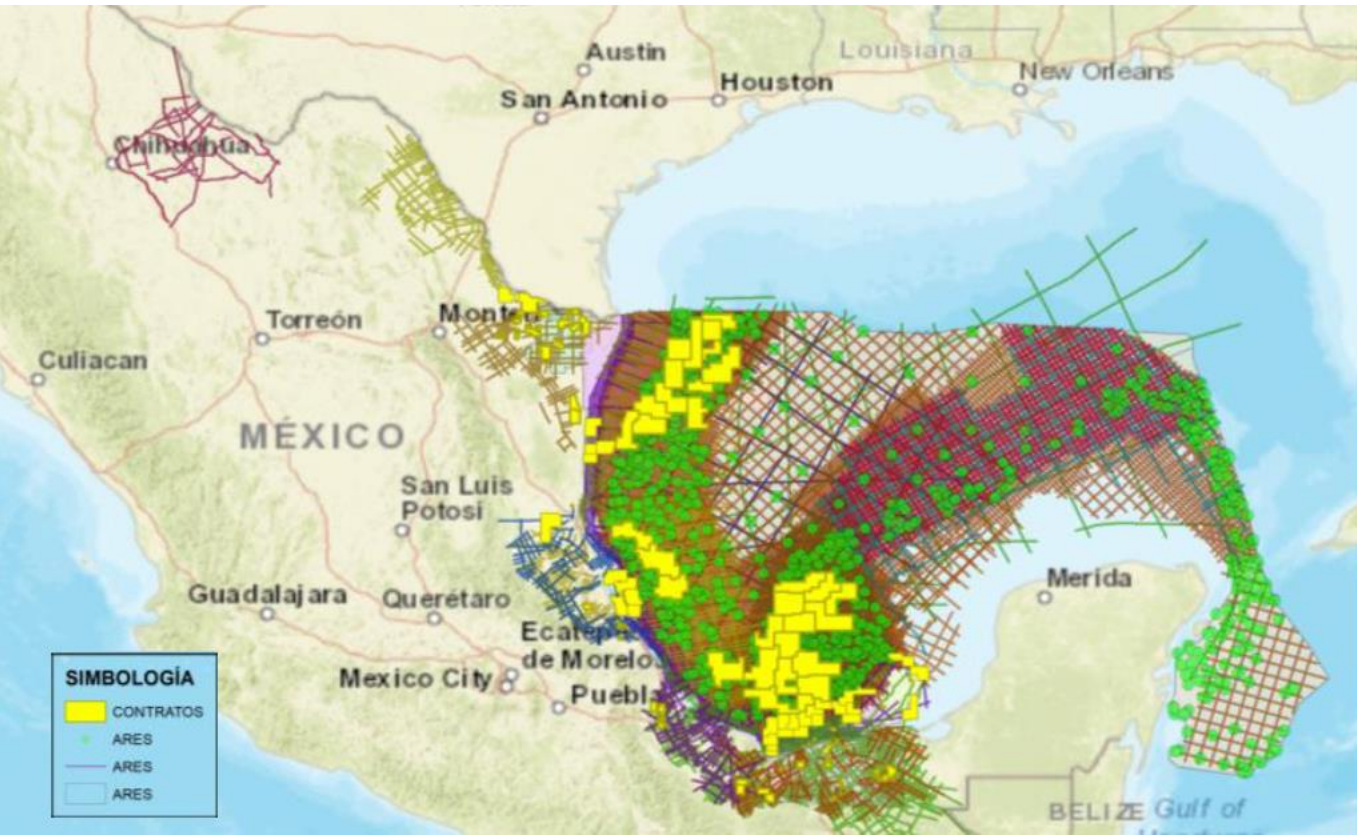 Austin
Louisiana
New Orleans
Houston
San Antonio
Chihuahua
Torreón
Culiacan
MÉXICO
San Luis
Potosí
Guadalajara
Querétaro
Merida
de Morelos
Mexico City
Puebla
SIMBOLOGÍA
CONTRATOS
ARES
ARES
ARES
BELIZE
Gulf of